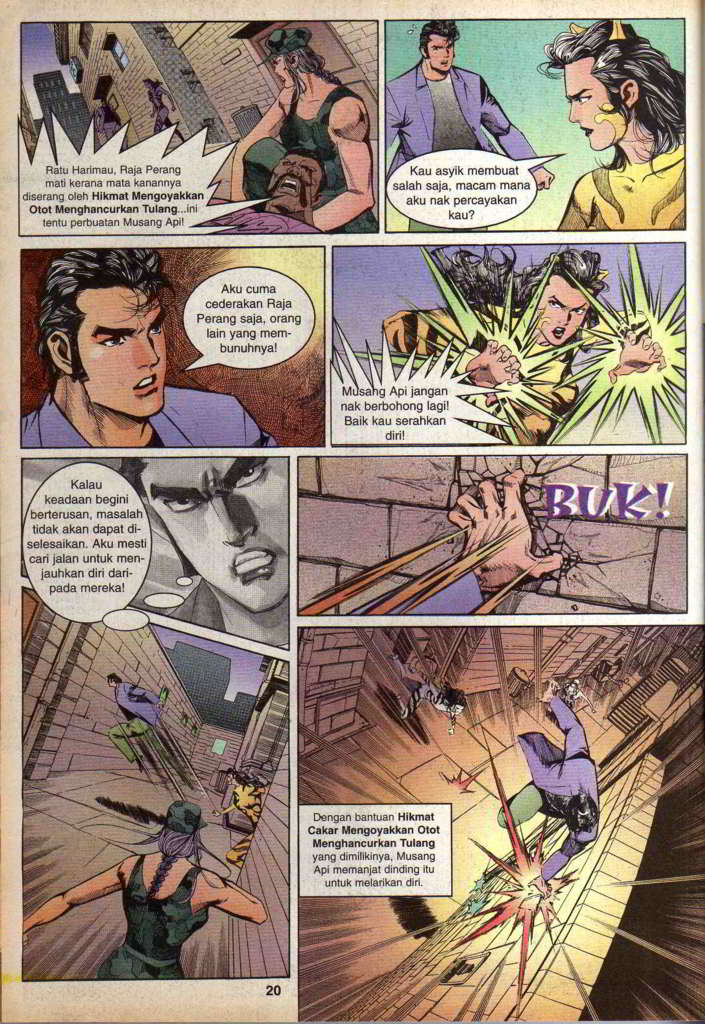 Ratu Harimau, Raja Perang
mati kerana mata kanannya
diserang oleh Hikmat Mengoyakkan
Otot Menghancurkan Tulang...ini
tentu perbuatan Musang Api!
Kau asyik membuat
salah saja, macam mana
aku nak percayakan
kau?
Aku cuma
cederakan Raja
Perang saja, orang
lain yang mem-
bunuhnya!
Musang Api jangan
nak berbohong lagi!
Baik kau serahkan
diri!
Kalau
keadaan begini
berterusan, masalah
tidak akan dapat di-
selesaikan. Aku mesti
cari jalan untuk men-
jauhkan diri dari-
pada mereka!
BUK!
Dengan bantuan Hikmat
Cakar Mengoyakkan Otot
Menghancurkan Tulang
yang dimilikinya, Musang
Api memanjat dinding itu
untuk melarikan diri.
20